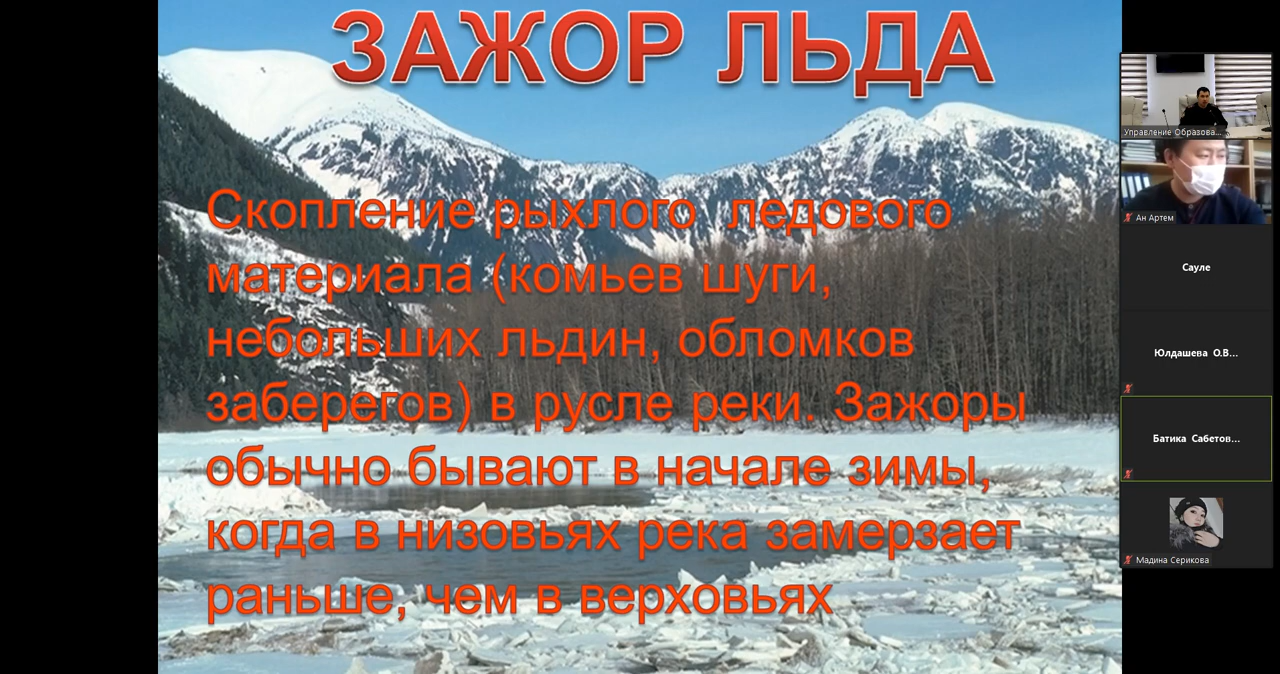 ЗАЖОР ЛЬДА
Скопление рыхлого ледового
материала (комьев шуги,
небольших льдин, обломков
заберегов) в русле реки. Зажоры
обычно бывают в начале зимы,
когда в низовьях река замерзает
раньше, чем в верховьях
Управление Образова...
Ан Артем
Сауле
Юлдашева О.В...
Батика Сабетов...
Мадина Серикова